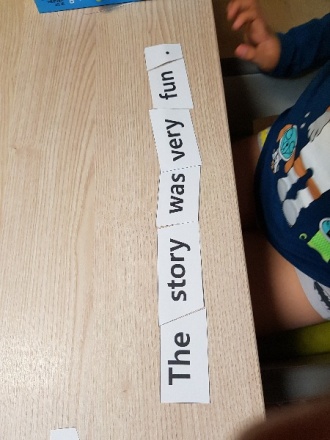 The story was very fun .